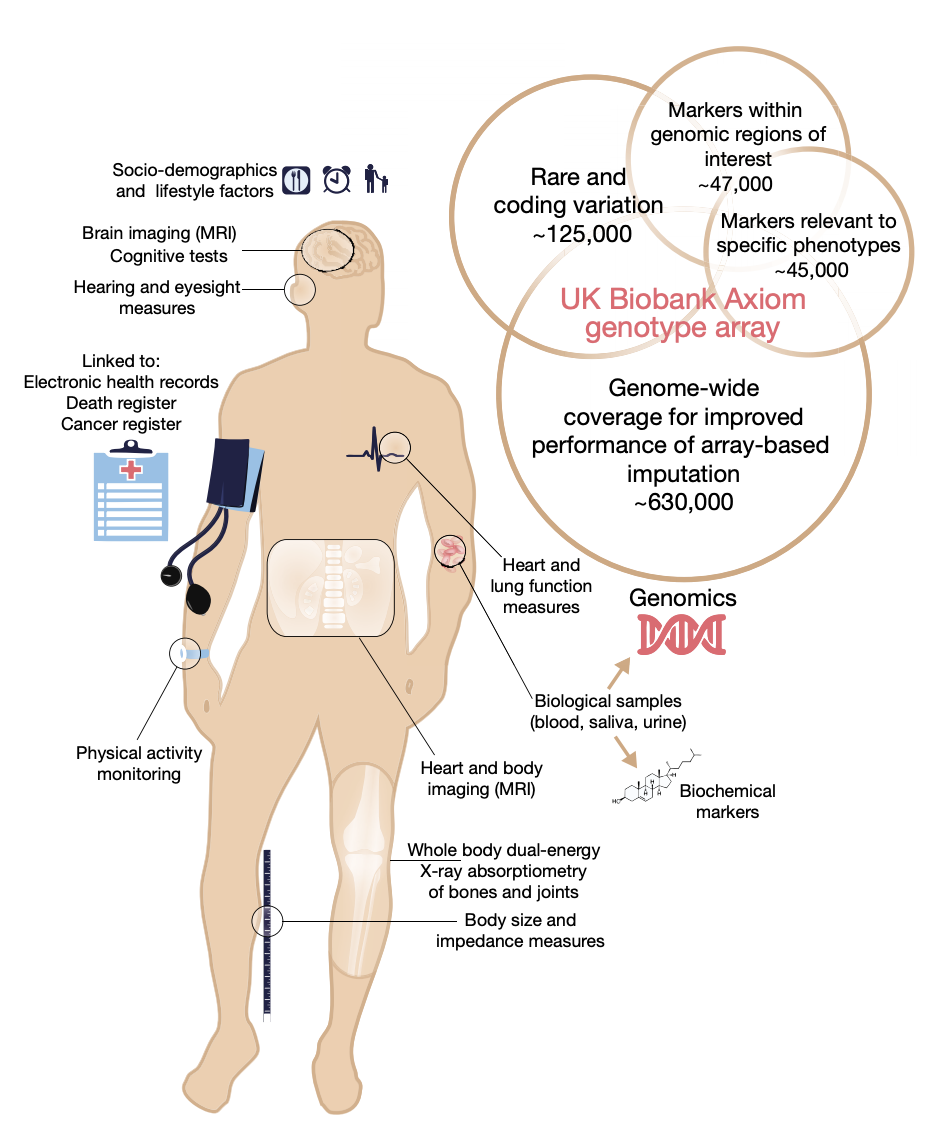 Markers within
genomic regions of
interest
~47,000
Rare and
coding variation
~125,000
Markers relevant to
specific phenotypes
~45,000
UK Biobank Axiom
genotype array
Genome-wide
coverage for improved
performance of array-based
imputation
~630,000
Socio-demographics
and lifestyle factors
Brain imaging (MRI)
Cognitive tests
Hearing and eyesight
measures
Linked to:
Electronic health records
Death register
Cancer register
Heart and
lung function
measures
Genomics
Biological samples
(blood, saliva, urine)
Physical activity
monitoring
Heart and body
imaging (MRI)
H
H
H
H
HO
Biochemical
markers
Whole body dual-energy
X-ray absorptiometry
of bones and joints
Body size and
impedance measures